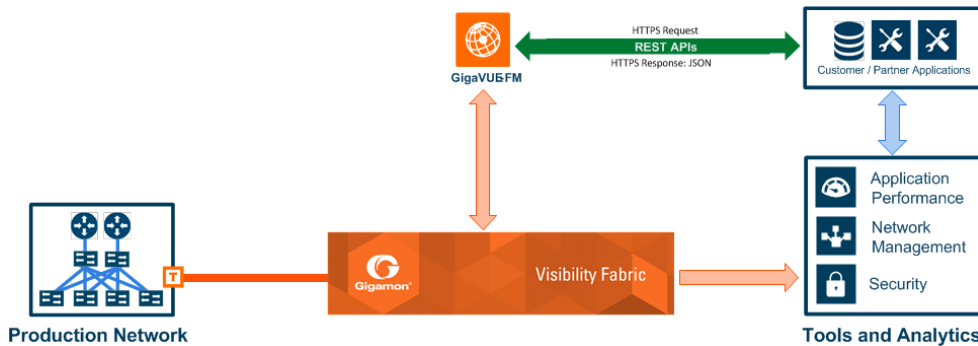 HTTPS Request
REST APIs
HTTPS Response: JSON
GigaVUE-FM
Customer / Partner Applications
Application
Performance
Network
Management
Security
T
Gigamon®
Visibility Fabric
Production Network
Tools and Analytics